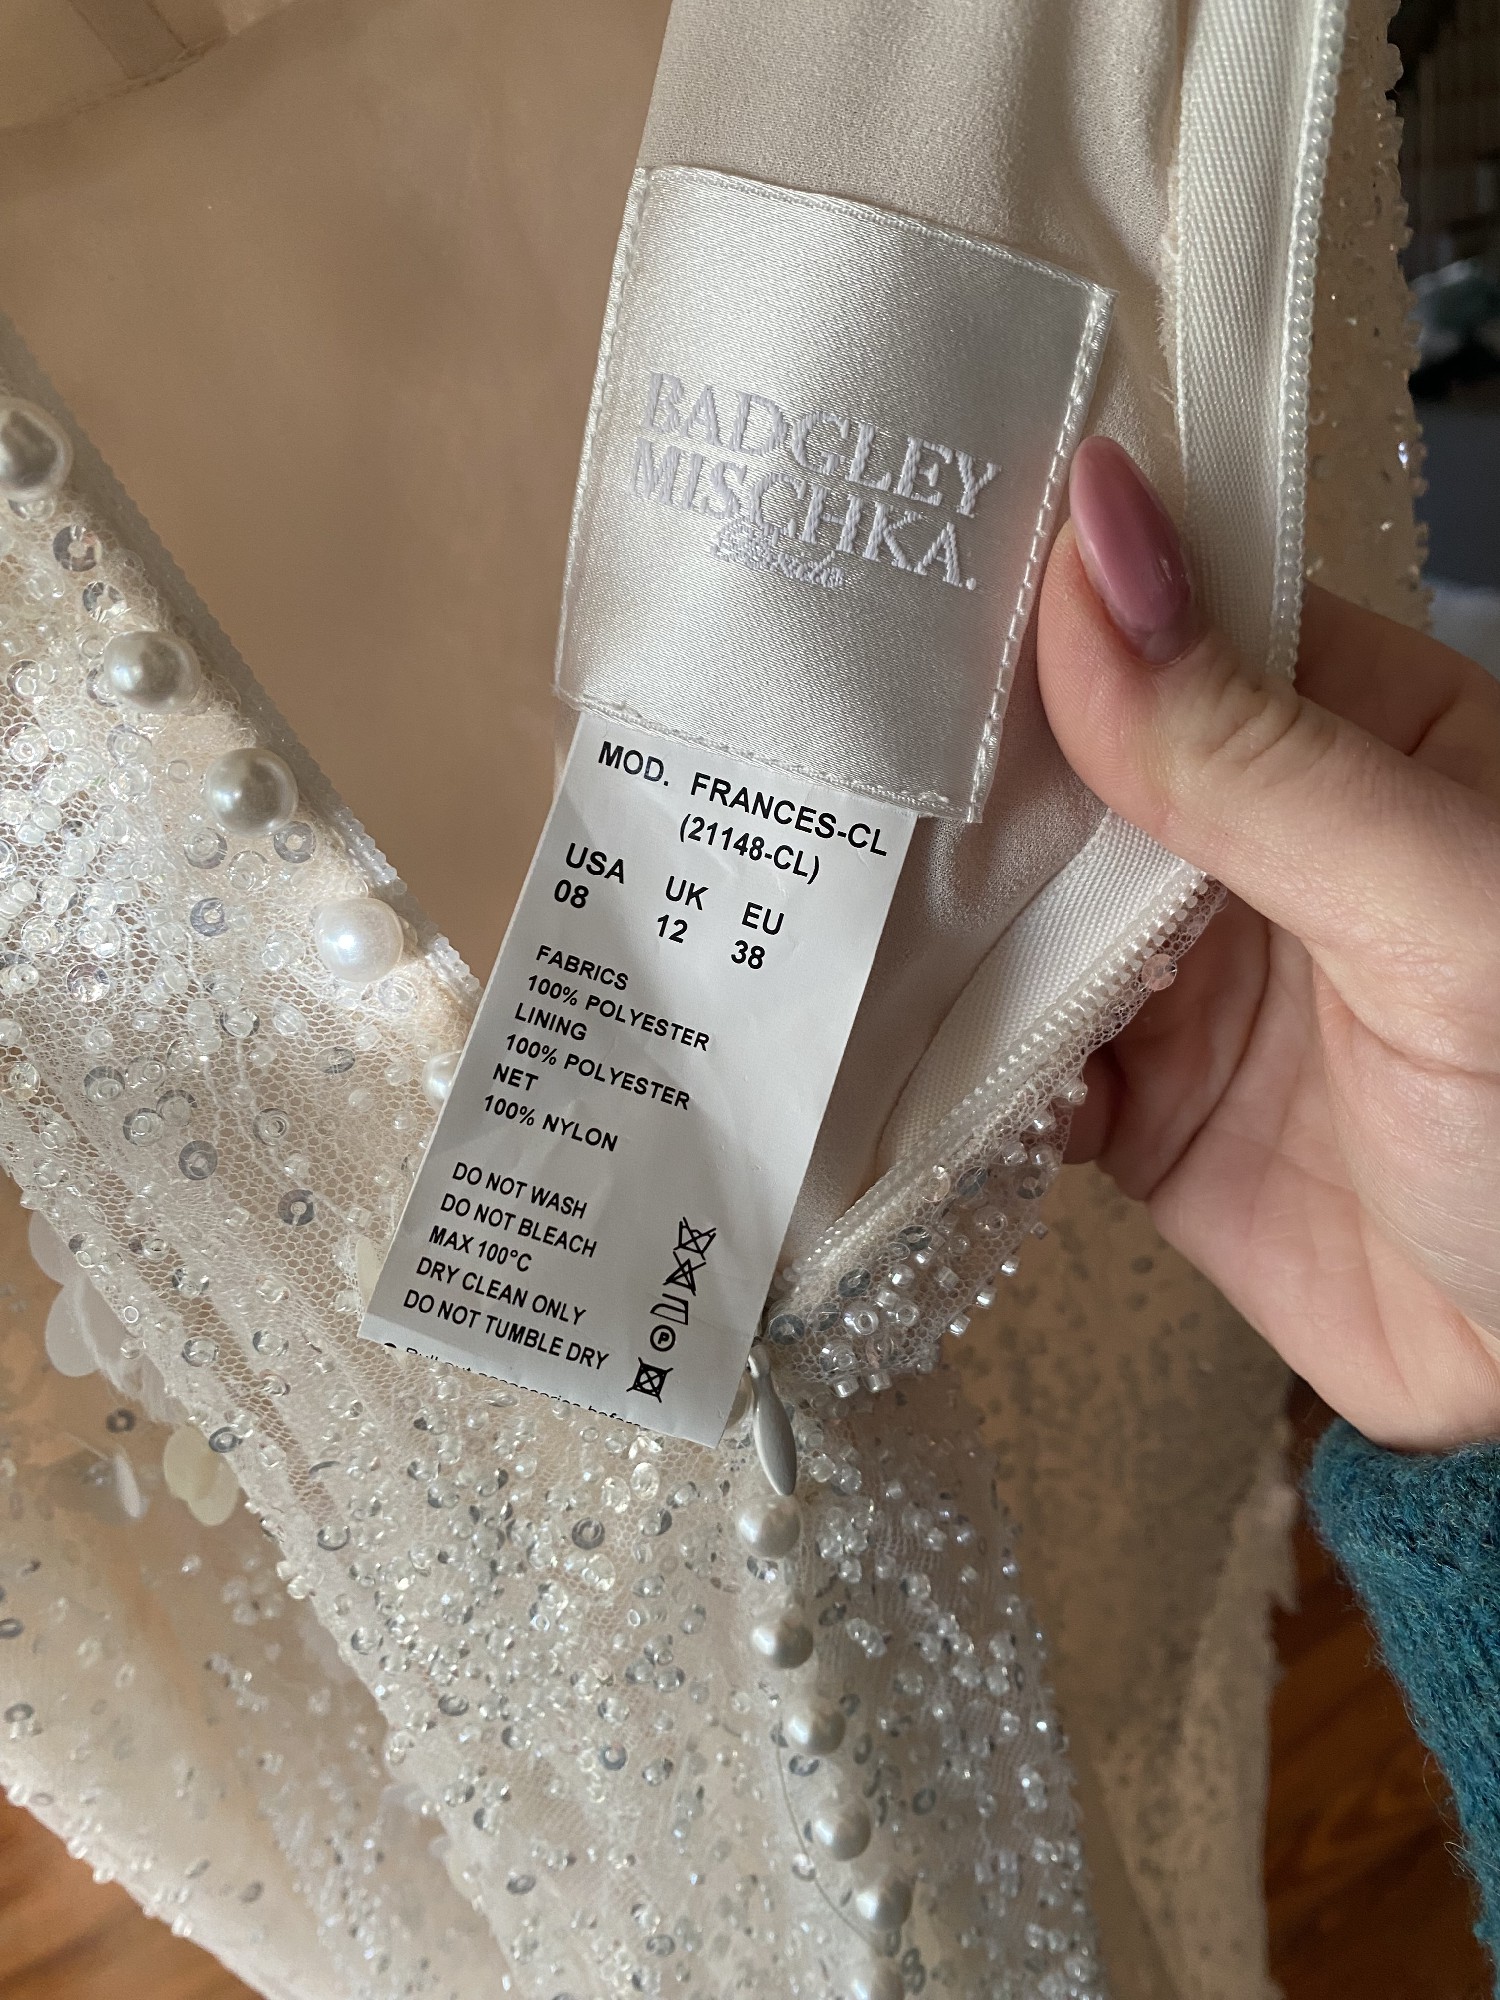 BADGLEY
MISCHKA.
Bride
MOD. FRANCES-CL
(21148-CL)
USA UK EU
08 12 38
FABRICS
100% POLYESTER
LINING
100% POLYESTER
NET
100% NYLON
DO NOT WASH
DO NOT BLEACH
MAX 100°C
DRY CLEAN ONLY
DO NOT TUMBLE DRY
P